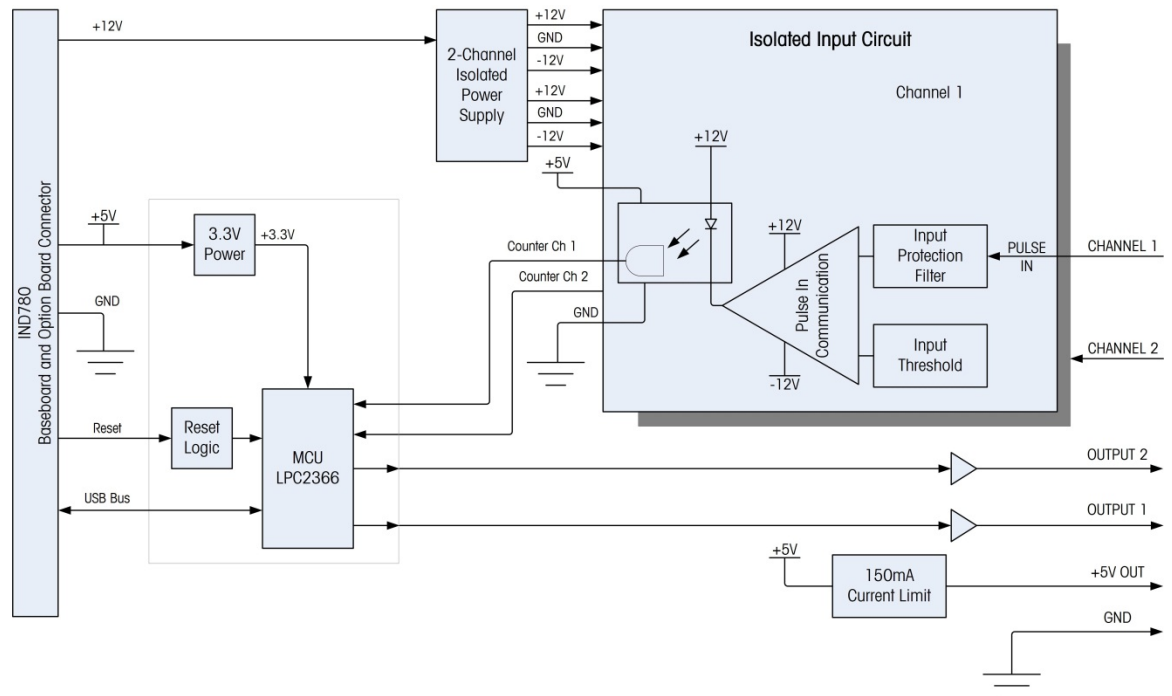 +12V
2-Channel
Isolated
Power
Supply
+12V
GND
-12V
+12V
GND
-12V
Isolated Input Circuit
Channel 1
+12V
+5V
IND780
Baseboard and Option Board Connector
+5V
3.3V
Power
+3.3V
Counter Ch 1
Counter Ch 2
GND
+12V
Pulse In
Communication
-12V
Input
Protection
Filter
PULSE
IN
CHANNEL 1
Input
Threshold
CHANNEL 2
GND
Reset
Reset
Logic
MCU
LPC2366
USB Bus
OUTPUT 2
OUTPUT 1
+5V
150mA
Current Limit
+5V OUT
GND